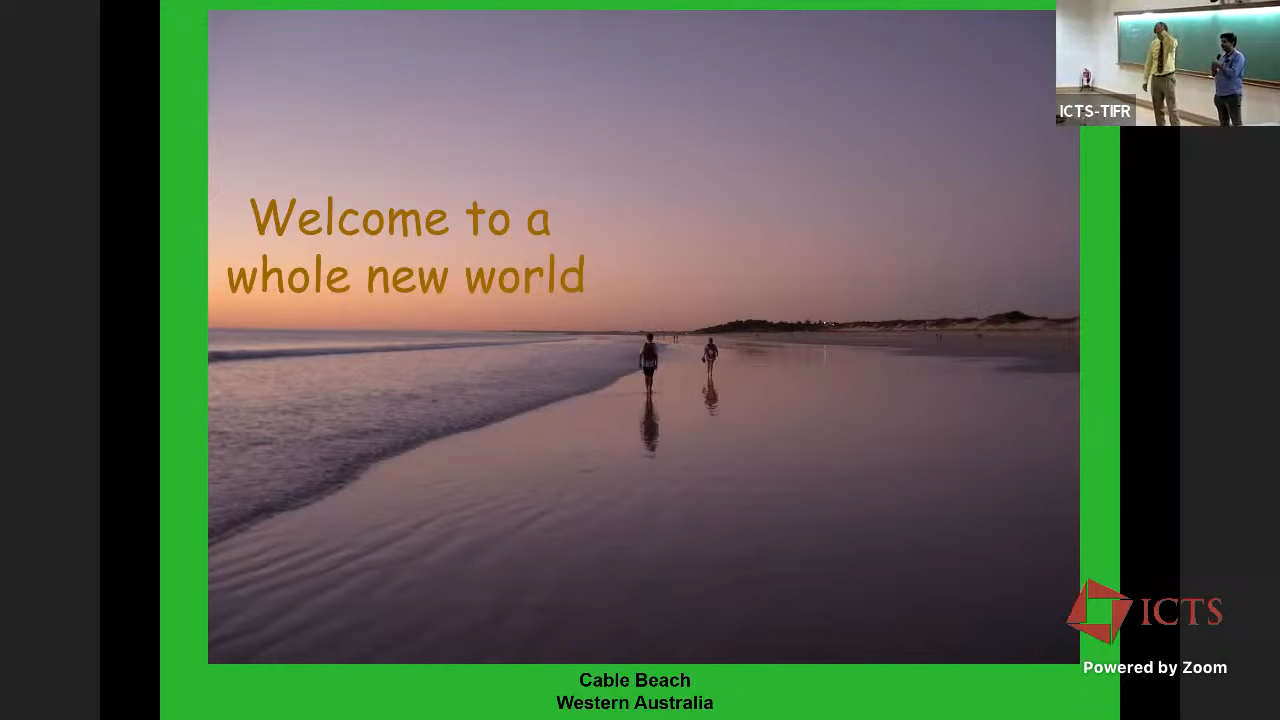 ICTS-TIFR
Welcome to a
whole new world
ICTS
Powered by Zoom
Cable Beach
Western Australia